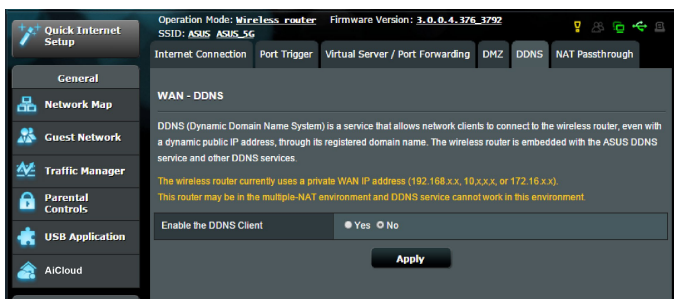 Quick Internet
Setup
Operation Mode: Wireless router Firmware Version: 3.0.0.4.376_3792
SSID: ASUS ASUS_5G
Internet Connection Port Trigger Virtual Server / Port Forwarding DMZ DDNS NAT Passthrough
General
Network Map
Guest Network
Traffic Manager
Parental
Controls
USB Application
AiCloud
WAN - DDNS
DDNS (Dynamic Domain Name System) is a service that allows network clients to connect to the wireless router, even with
a dynamic public IP address, through its registered domain name. The wireless router is embedded with the ASUS DDNS
service and other DDNS services.
The wireless router currently uses a private WAN IP address (192.168.x.x, 10,x,x,x, or 172.16.x.x).
This router may be in the multiple-NAT environment and DDNS service cannot work in this environment.
Enable the DDNS Client Yes No
Apply